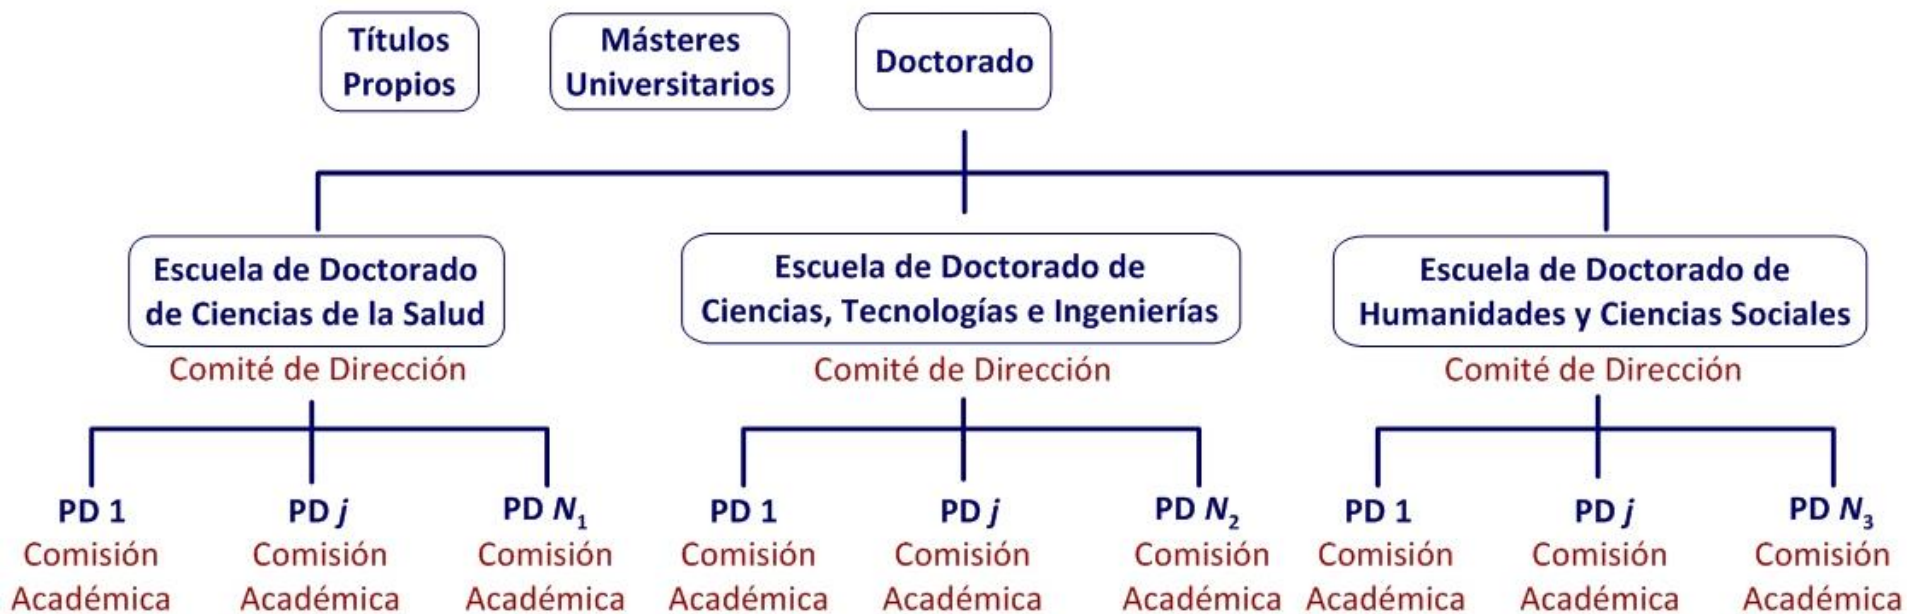 Títulos
Propios
Másteres
Universitarios
Doctorado
Escuela de Doctorado
de Ciencias de la Salud
Comité de Dirección
Escuela de Doctorado de
Ciencias, Tecnologías e Ingenierías
Comité de Dirección
Escuela de Doctorado de
Humanidades y Ciencias Sociales
Comité de Dirección
PD 1
Comisión
Académica
PD j
Comisión
Académica
PD N₁
Comisión
Académica
PD 1
Comisión
Académica
PD j
Comisión
Académica
PD N₂
Comisión
Académica
PD 1
Comisión
Académica
PD j
Comisión
Académica
PD N₃
Comisión
Académica